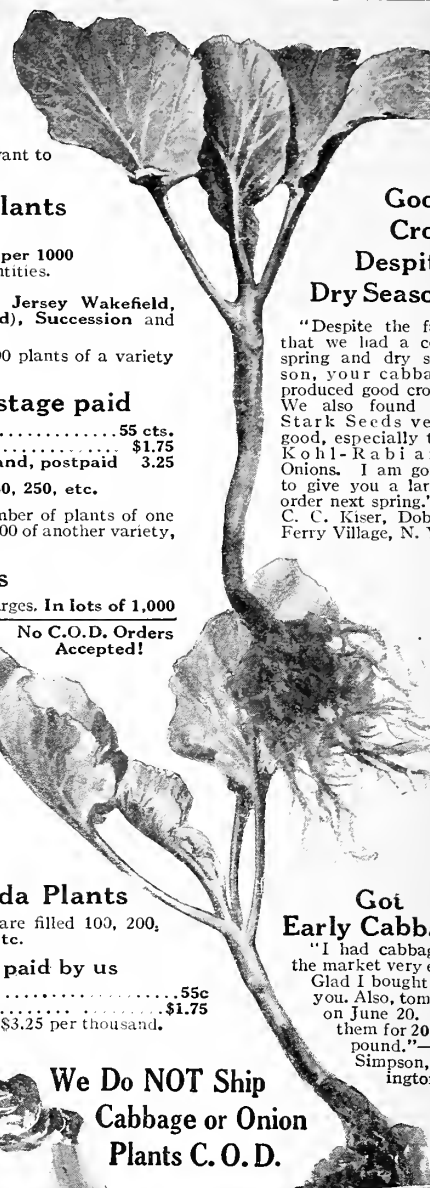 ant to
lants
per 1000
ntities.
Jersey Wakefield,
d), Succession and
00 plants of a variety
stage paid
55 cts.
$1.75
and, postpaid 3.25
0, 250, etc.
mber of plants of one
00 of another variety,
s
arges. In lots of 1,000
No C.O.D. Orders
Accepted!
da Plants
are filled 100, 200,
tc.
paid by us
.55c
$1.75
$3.25 per thousand.
We Do NOT Ship
Cabbage or Onion
Plants C.O.D.
Goo
Cro
Despit
Dry Seaso
"Despite the f
that we had a co
spring and dry s
son, your cabba
produced good cro
We also found
Stark Seeds ve
good, especially t
Kohl-Rabi a
Onions. I am go
to give you a lar
order next spring."
C. C. Kiser, Dob
Ferry Village, N. Y
Got
Early Cabb
"I had cabbag
the market very e
Glad I bought
you. Also, tom
on June 20.
them for 20
pound."—
Simpson,
ingto